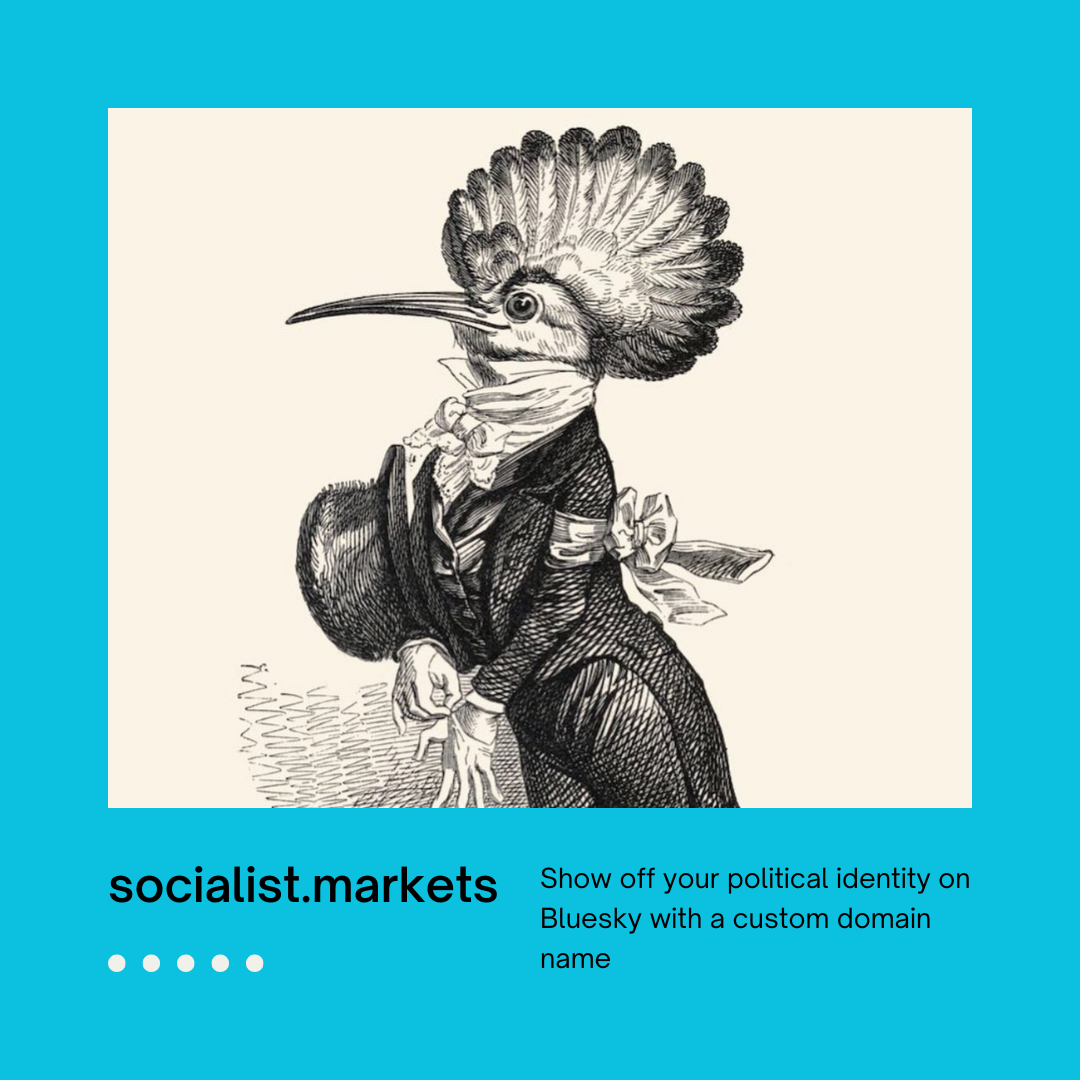 socialist.markets
Show off your political identity on
Bluesky with a custom domain
name